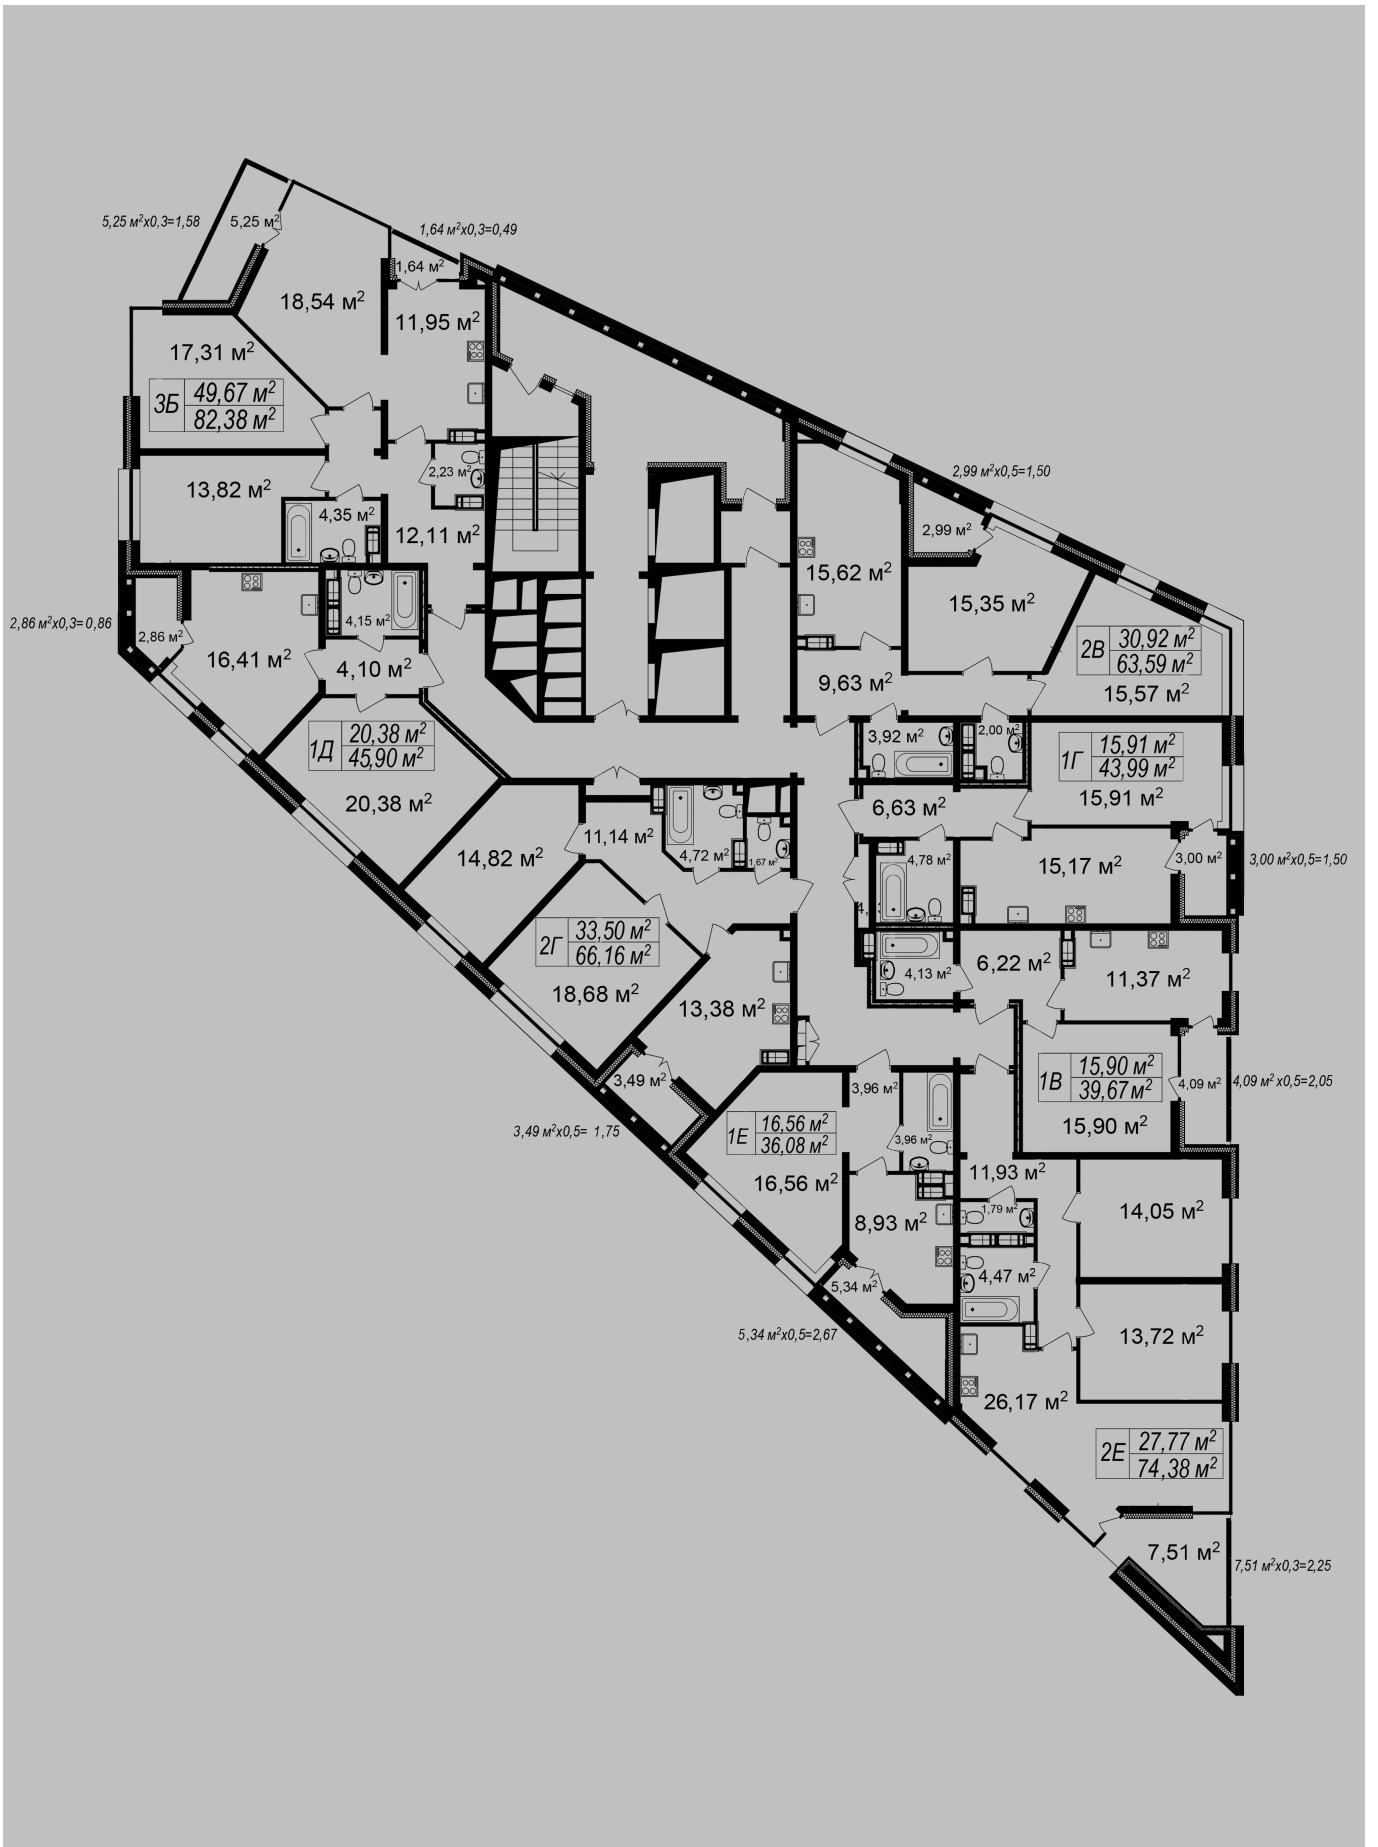 5,25 м²х0,3=1,58
5,25 м²
1,64 м²х0,3=0,49
1,64 м²
18,54 м²
11,95 м²
17,31 м²
3Б
49,67 м²
82,38 м²
2,23 м²
13,82 м²
4,35 м²
12,11 м²
2,99 м²х0,5=1,50
2,99 м²
15,62 м²
15,35 м²
2,86 м²х0,3= 0,86
2,86 м²
4,15 м²
16,41 м²
4,10 м²
9,63 м²
2В
30,92 м²
63,59 м²
15,57 м²
1Д
20,38 м²
45,90 м²
20,38 м²
3,92 м²
2,00 м²
1Г
15,91 м²
43,99 м²
15,91 м²
6,63 м²
14,82 м²
11,14 м²
4,72 м²
1,67 м²
4,78 м²
15,17 м²
3,00 м²
3,00 м²х0,5=1,50
4,
2Г
33,50 м²
66,16 м²
18,68 м²
13,38 м²
4,13 м²
6,22 м²
11,37 м²
3,49 м²
3,49 м²х0,5= 1,75
3,96 м²
1В
15,90 м²
39,67 м²
15,90 м²
4,09 м²
4,09 м²х0,5=2,05
1Е
16,56 м²
36,08 м²
3,96 м²
16,56 м²
11,93 м²
8,93 м²
1,79 м²
14,05 м²
5,34 м²
4,47 м²
5,34 м²х0,5=2,67
13,72 м²
26,17 м²
2Е
27,77 м²
74,38 м²
7,51 м²
7,51 м²х0,3=2,25